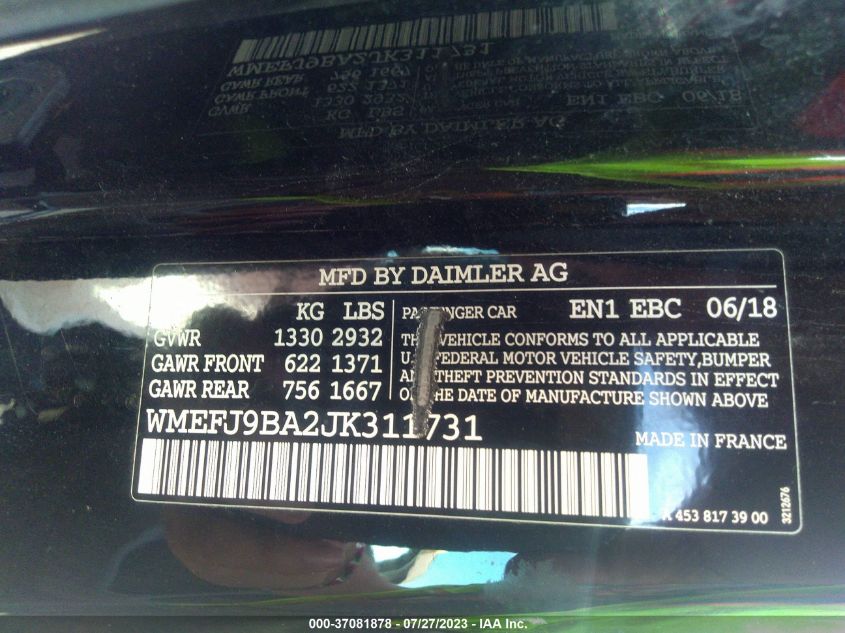 MFD BY DAIMLER AG
KG LBS
GVWR 1330 2932
GAWR FRONT 622 1371
GAWR REAR 756 1667
CAR EN1 EBC 06/18
VEHICLE CONFORMS TO ALL APPLICABLE
FEDERAL MOTOR VEHICLE SAFETY,BUMPER
PREVENTION STANDARDS IN EFFECT
THE DATE OF MANUFACTURE SHOWN ABOVE
WMEFJ9BA2JK311731 MADE IN FRANCE
A 453 817 39 00
3212676
000-37081878 - 07/27/2023 - IAA Inc.